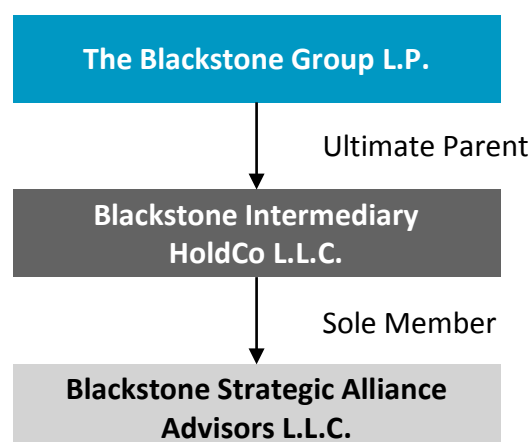 The Blackstone Group L.P.
Ultimate Parent
Blackstone Intermediary
HoldCo L.L.C.
Sole Member
Blackstone Strategic Alliance
Advisors L.L.C.